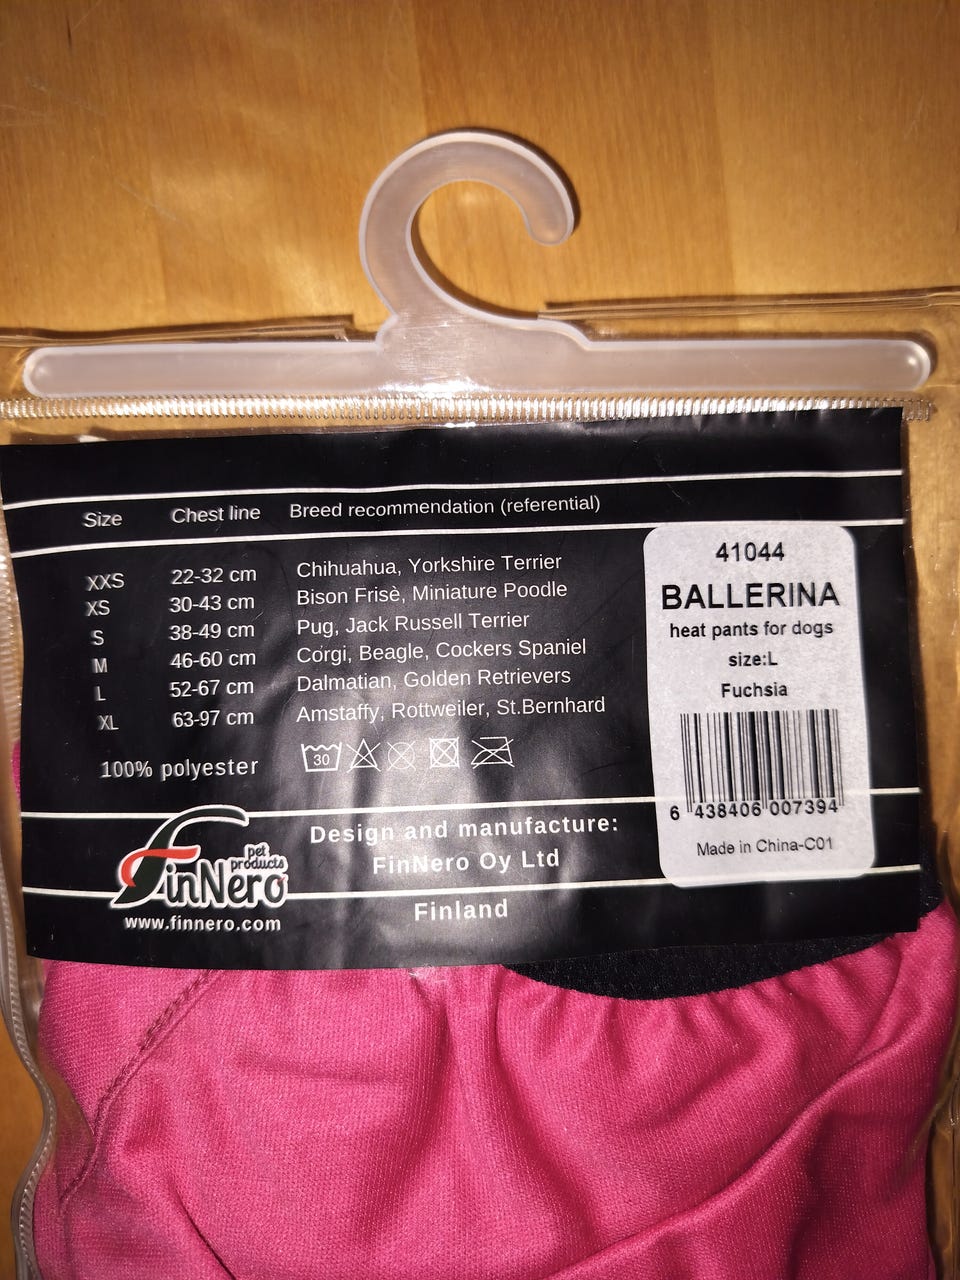 Size Chest line Breed recommendation (referential)
XXS 22-32 cm Chihuahua, Yorkshire Terrier
XS 30-43 cm Bison Frisè, Miniature Poodle
S 38-49 cm Pug, Jack Russell Terrier
M 46-60 cm Corgi, Beagle, Cockers Spaniel
L 52-67 cm Dalmatian, Golden Retrievers
XL 63-97 cm Amstaffy, Rottweiler, St.Bernhard
100% polyester 30
Design and manufacture:
FinNero Oy Ltd
Finland
FinNero
pet
products
www.finnero.com
41044
BALLERINA
heat pants for dogs
size:L
Fuchsia
6 438406 007394
Made in China-C01